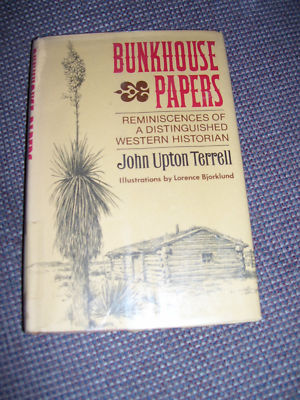 BUNKHOUSE
PAPERS
REMINISCENCES OF
A DISTINGUISHED
WESTERN HISTORIAN
John Upton Terrell
Illustrations by Lorence Bjorklund